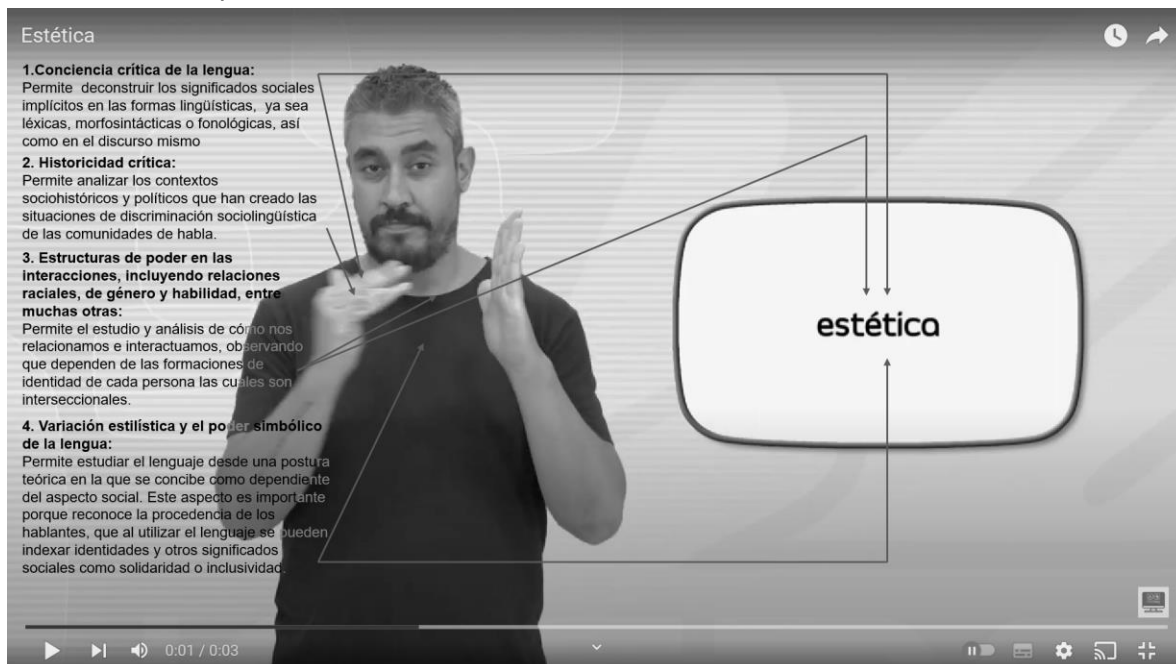 Estética
1.Conciencia crítica de la lengua:
Permite deconstruir los significados sociales
implícitos en las formas lingüísticas, ya sea
léxicas, morfosintácticas o fonológicas, así
como en el discurso mismo
2. Historicidad crítica:
Permite analizar los contextos
sociohistóricos y políticos que han creado las
situaciones de discriminación sociolingüística
de las comunidades de habla.
3. Estructuras de poder en las
interacciones, incluyendo relaciones
raciales, de género y habilidad, entre
muchas otras:
Permite el estudio y análisis de cómo nos
relacionamos e interactuamos, observando
que dependen de las formaciones de
identidad de cada persona las cuales son
interseccionales.
4. Variación estilística y el poder simbólico
de la lengua:
Permite estudiar el lenguaje desde una postura
teórica en la que se concibe como dependiente
del aspecto social. Este aspecto es importante
porque reconoce la procedencia de los
hablantes, que al utilizar el lenguaje se pueden
indexar identidades y otros significados
sociales como solidaridad o inclusividad.
estética
0:01 / 0:03